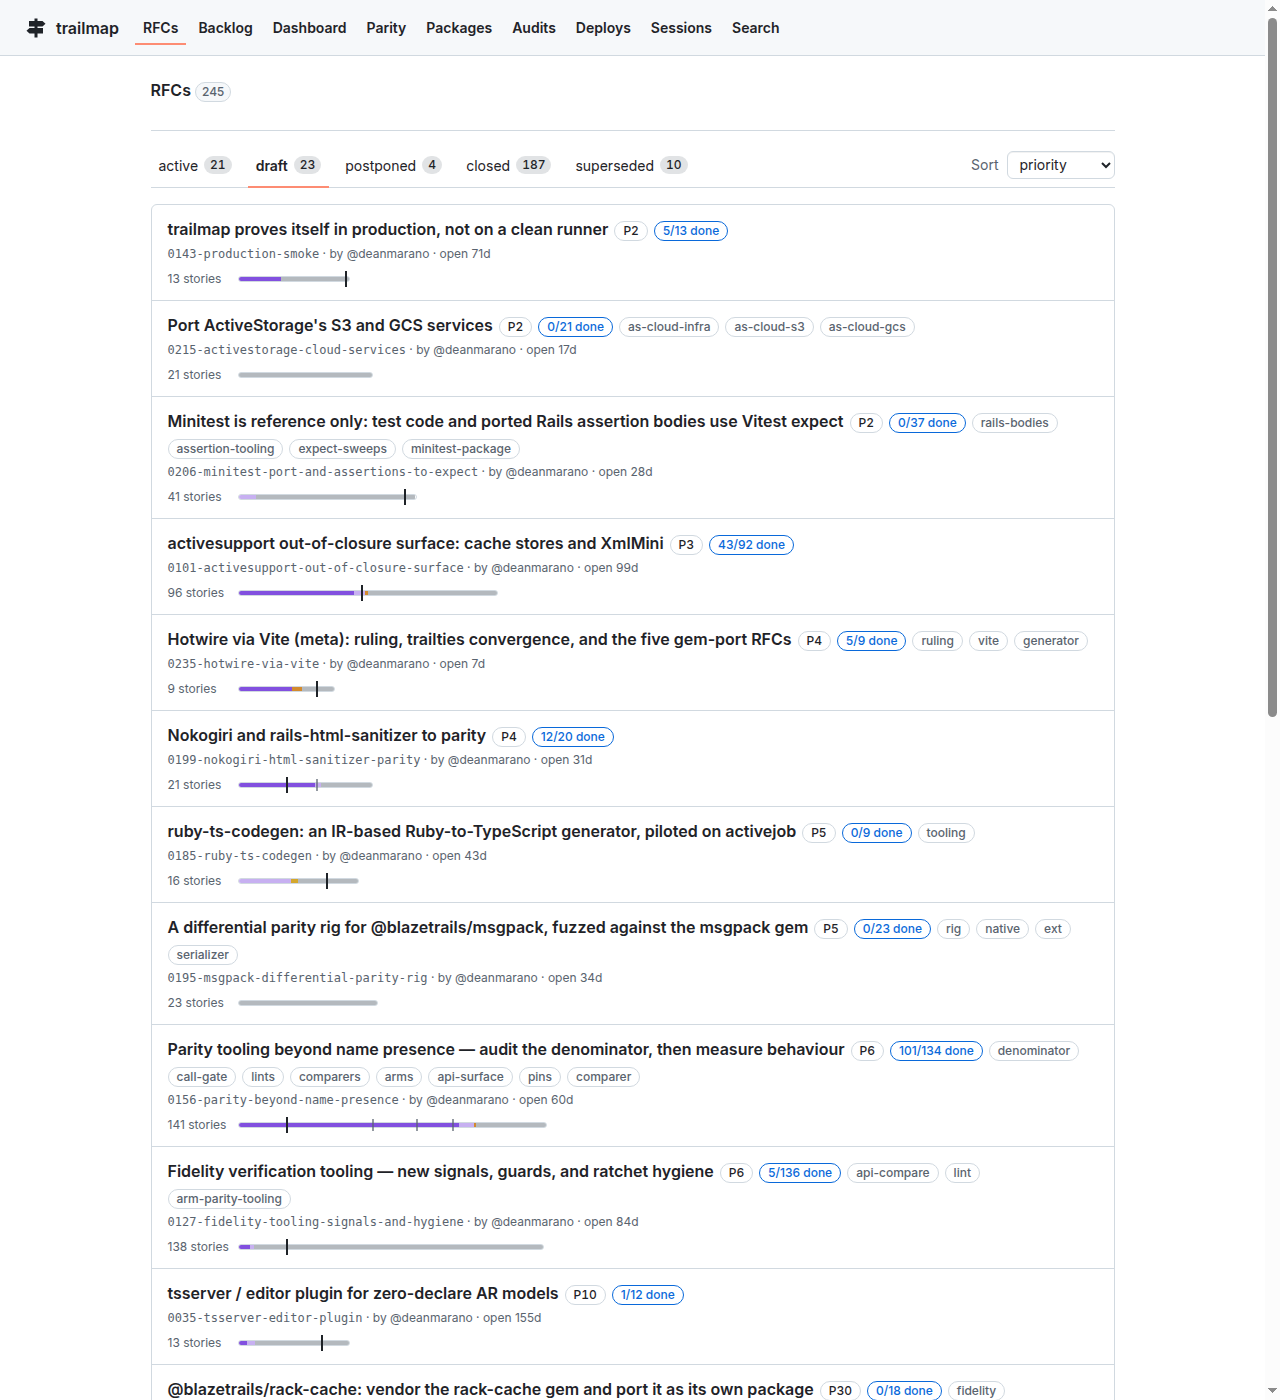 trailmap RFCs Backlog Dashboard Parity Packages Audits Deploys Sessions Search
RFCs 245
active 21 draft 23 postponed 4 closed 187 superseded 10 Sort priority
trailmap proves itself in production, not on a clean runner P2 5/13 done
0143-production-smoke · by @deanmarano · open 71d
13 stories
Port ActiveStorage's S3 and GCS services P2 0/21 done as-cloud-infra as-cloud-s3 as-cloud-gcs
0215-activestorage-cloud-services · by @deanmarano · open 17d
21 stories
Minitest is reference only: test code and ported Rails assertion bodies use Vitest expect P2 0/37 done rails-bodies
assertion-tooling expect-sweeps minitest-package
0206-minitest-port-and-assertions-to-expect · by @deanmarano · open 28d
41 stories
activesupport out-of-closure surface: cache stores and XmlMini P3 43/92 done
0101-activesupport-out-of-closure-surface · by @deanmarano · open 99d
96 stories
Hotwire via Vite (meta): ruling, trailties convergence, and the five gem-port RFCs P4 5/9 done ruling vite generator
0235-hotwire-via-vite · by @deanmarano · open 7d
9 stories
Nokogiri and rails-html-sanitizer to parity P4 12/20 done
0199-nokogiri-html-sanitizer-parity · by @deanmarano · open 31d
21 stories
ruby-ts-codegen: an IR-based Ruby-to-TypeScript generator, piloted on activejob P5 0/9 done tooling
0185-ruby-ts-codegen · by @deanmarano · open 43d
16 stories
A differential parity rig for @blazetrails/msgpack, fuzzed against the msgpack gem P5 0/23 done rig native ext
serializer
0195-msgpack-differential-parity-rig · by @deanmarano · open 34d
23 stories
Parity tooling beyond name presence — audit the denominator, then measure behaviour P6 101/134 done denominator
call-gate lints comparers arms api-surface pins comparer
0156-parity-beyond-name-presence · by @deanmarano · open 60d
141 stories
Fidelity verification tooling — new signals, guards, and ratchet hygiene P6 5/136 done api-compare lint
arm-parity-tooling
0127-fidelity-tooling-signals-and-hygiene · by @deanmarano · open 84d
138 stories
tsserver / editor plugin for zero-declare AR models P10 1/12 done
0035-tsserver-editor-plugin · by @deanmarano · open 155d
13 stories
@blazetrails/rack-cache: vendor the rack-cache gem and port it as its own package P30 0/18 done fidelity